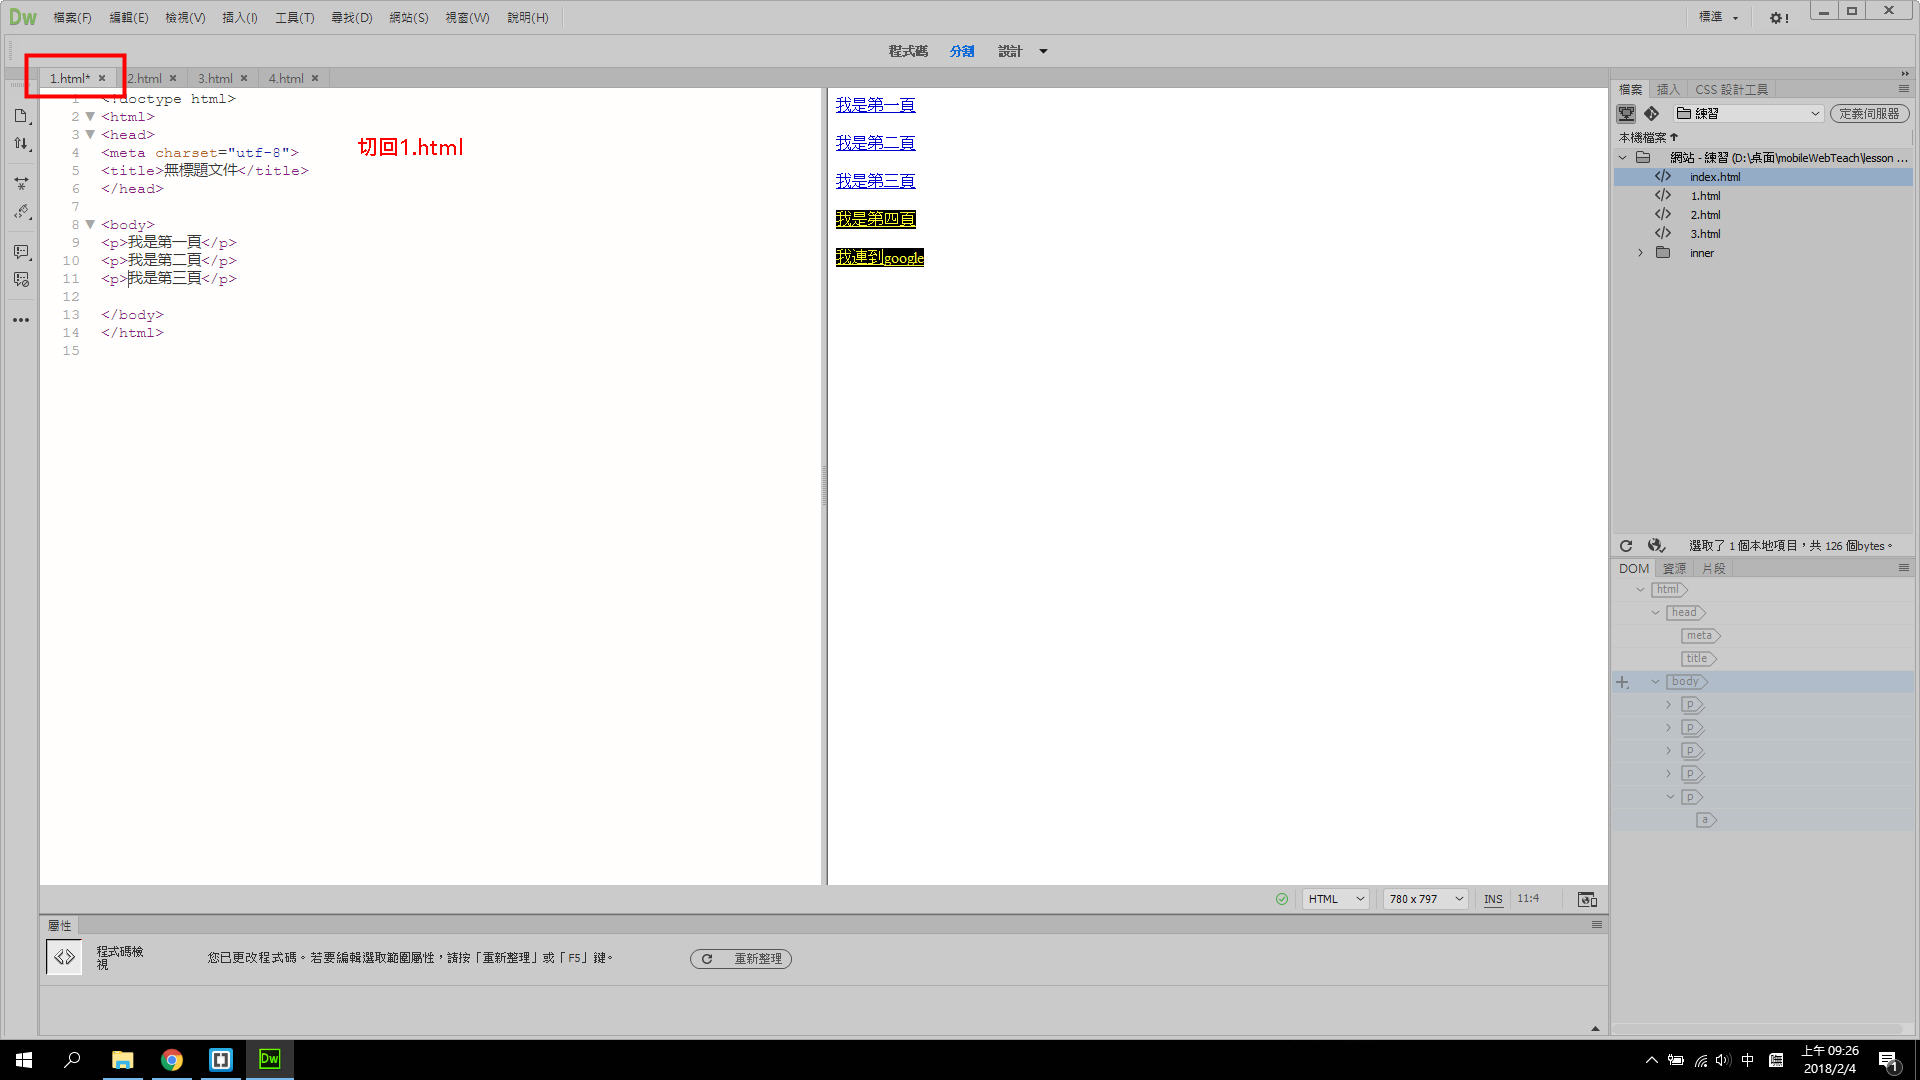 Dw 檔案(F) 編輯(E) 檢視(V) 插入(I) 工具(T) 尋找(D) 網站(S) 視窗(W) 說明(H) 標準
程式碼 分割 設計
1.html* 2.html 3.html 4.html
切回1.html
1 <!doctype html>
2 <html>
3 <head>
4 <meta charset="utf-8">
5 <title>無標題文件</title>
6 </head>
7
8 <body>
9 <p>我是第一頁</p>
10 <p>我是第二頁</p>
11 <p>我是第三頁</p>
12
13 </body>
14 </html>
15
我是第一頁
我是第二頁
我是第三頁
我是第四頁
我連到google
HTML 780 x 797 INS 11:4
屬性
程式碼檢
視
您已更改程式碼。若要編輯選取範圍屬性，請按「重新整理」或「F5」鍵。 重新整理
檔案 插入 CSS 設計工具
練習 定義伺服器
本機檔案
網站 - 練習 (D:\桌面\mobileWebTeach\lesson ...
index.html
1.html
2.html
3.html
inner
選取了 1 個本地項目，共 126 個bytes。
DOM 資源 片段
html
head
meta
title
body
p
p
p
p
p
a
Dw
中
上午 09:26
2018/2/4
1